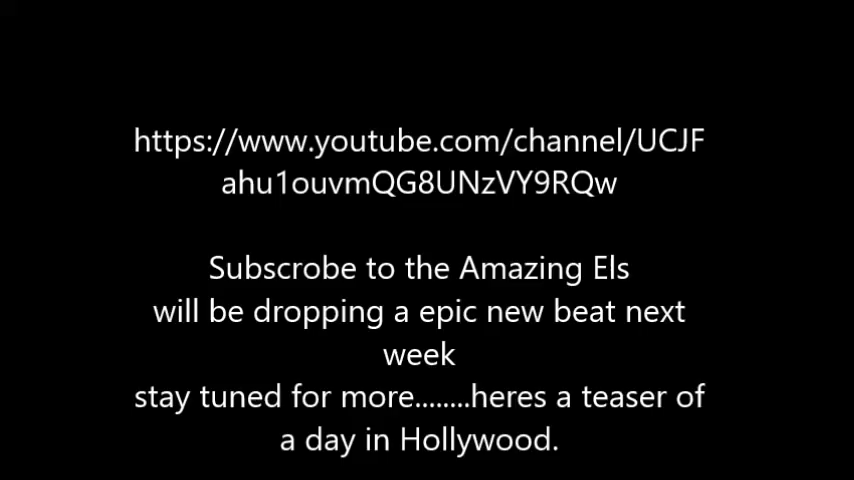 https://www.youtube.com/channel/UCJF
ahu1ouvmQG8UNzVY9RQw
Subscrobe to the Amazing Els
will be dropping a epic new beat next
week
stay tuned for more........heres a teaser of
a day in Hollywood.